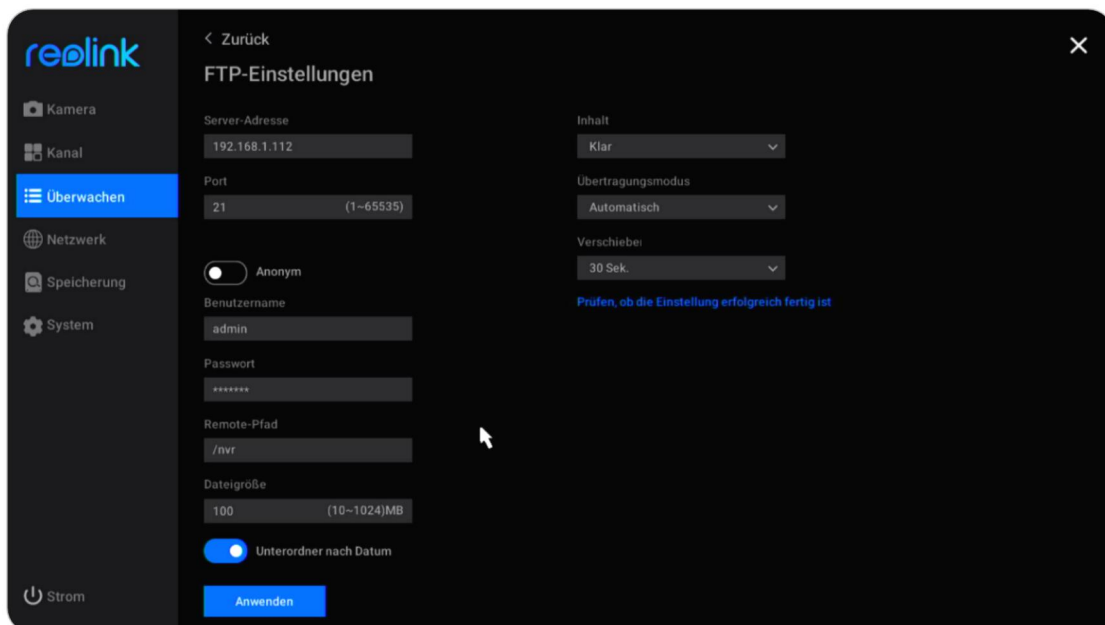 reolink
Kamera
Kanal
Überwachen
Netzwerk
Speicherung
System
Strom
Zurück
FTP-Einstellungen
Server-Adresse
192.168.1.112
Port
21 (1~65535)
Anonym
Benutzername
admin
Passwort
*******
Remote-Pfad
/nvr
Dateigröße
100 (10~1024)MB
Unterordner nach Datum
Anwenden
Inhalt
Klar
Übertragungsmodus
Automatisch
Verschieber
30 Sek.
Prüfen, ob die Einstellung erfolgreich fertig ist